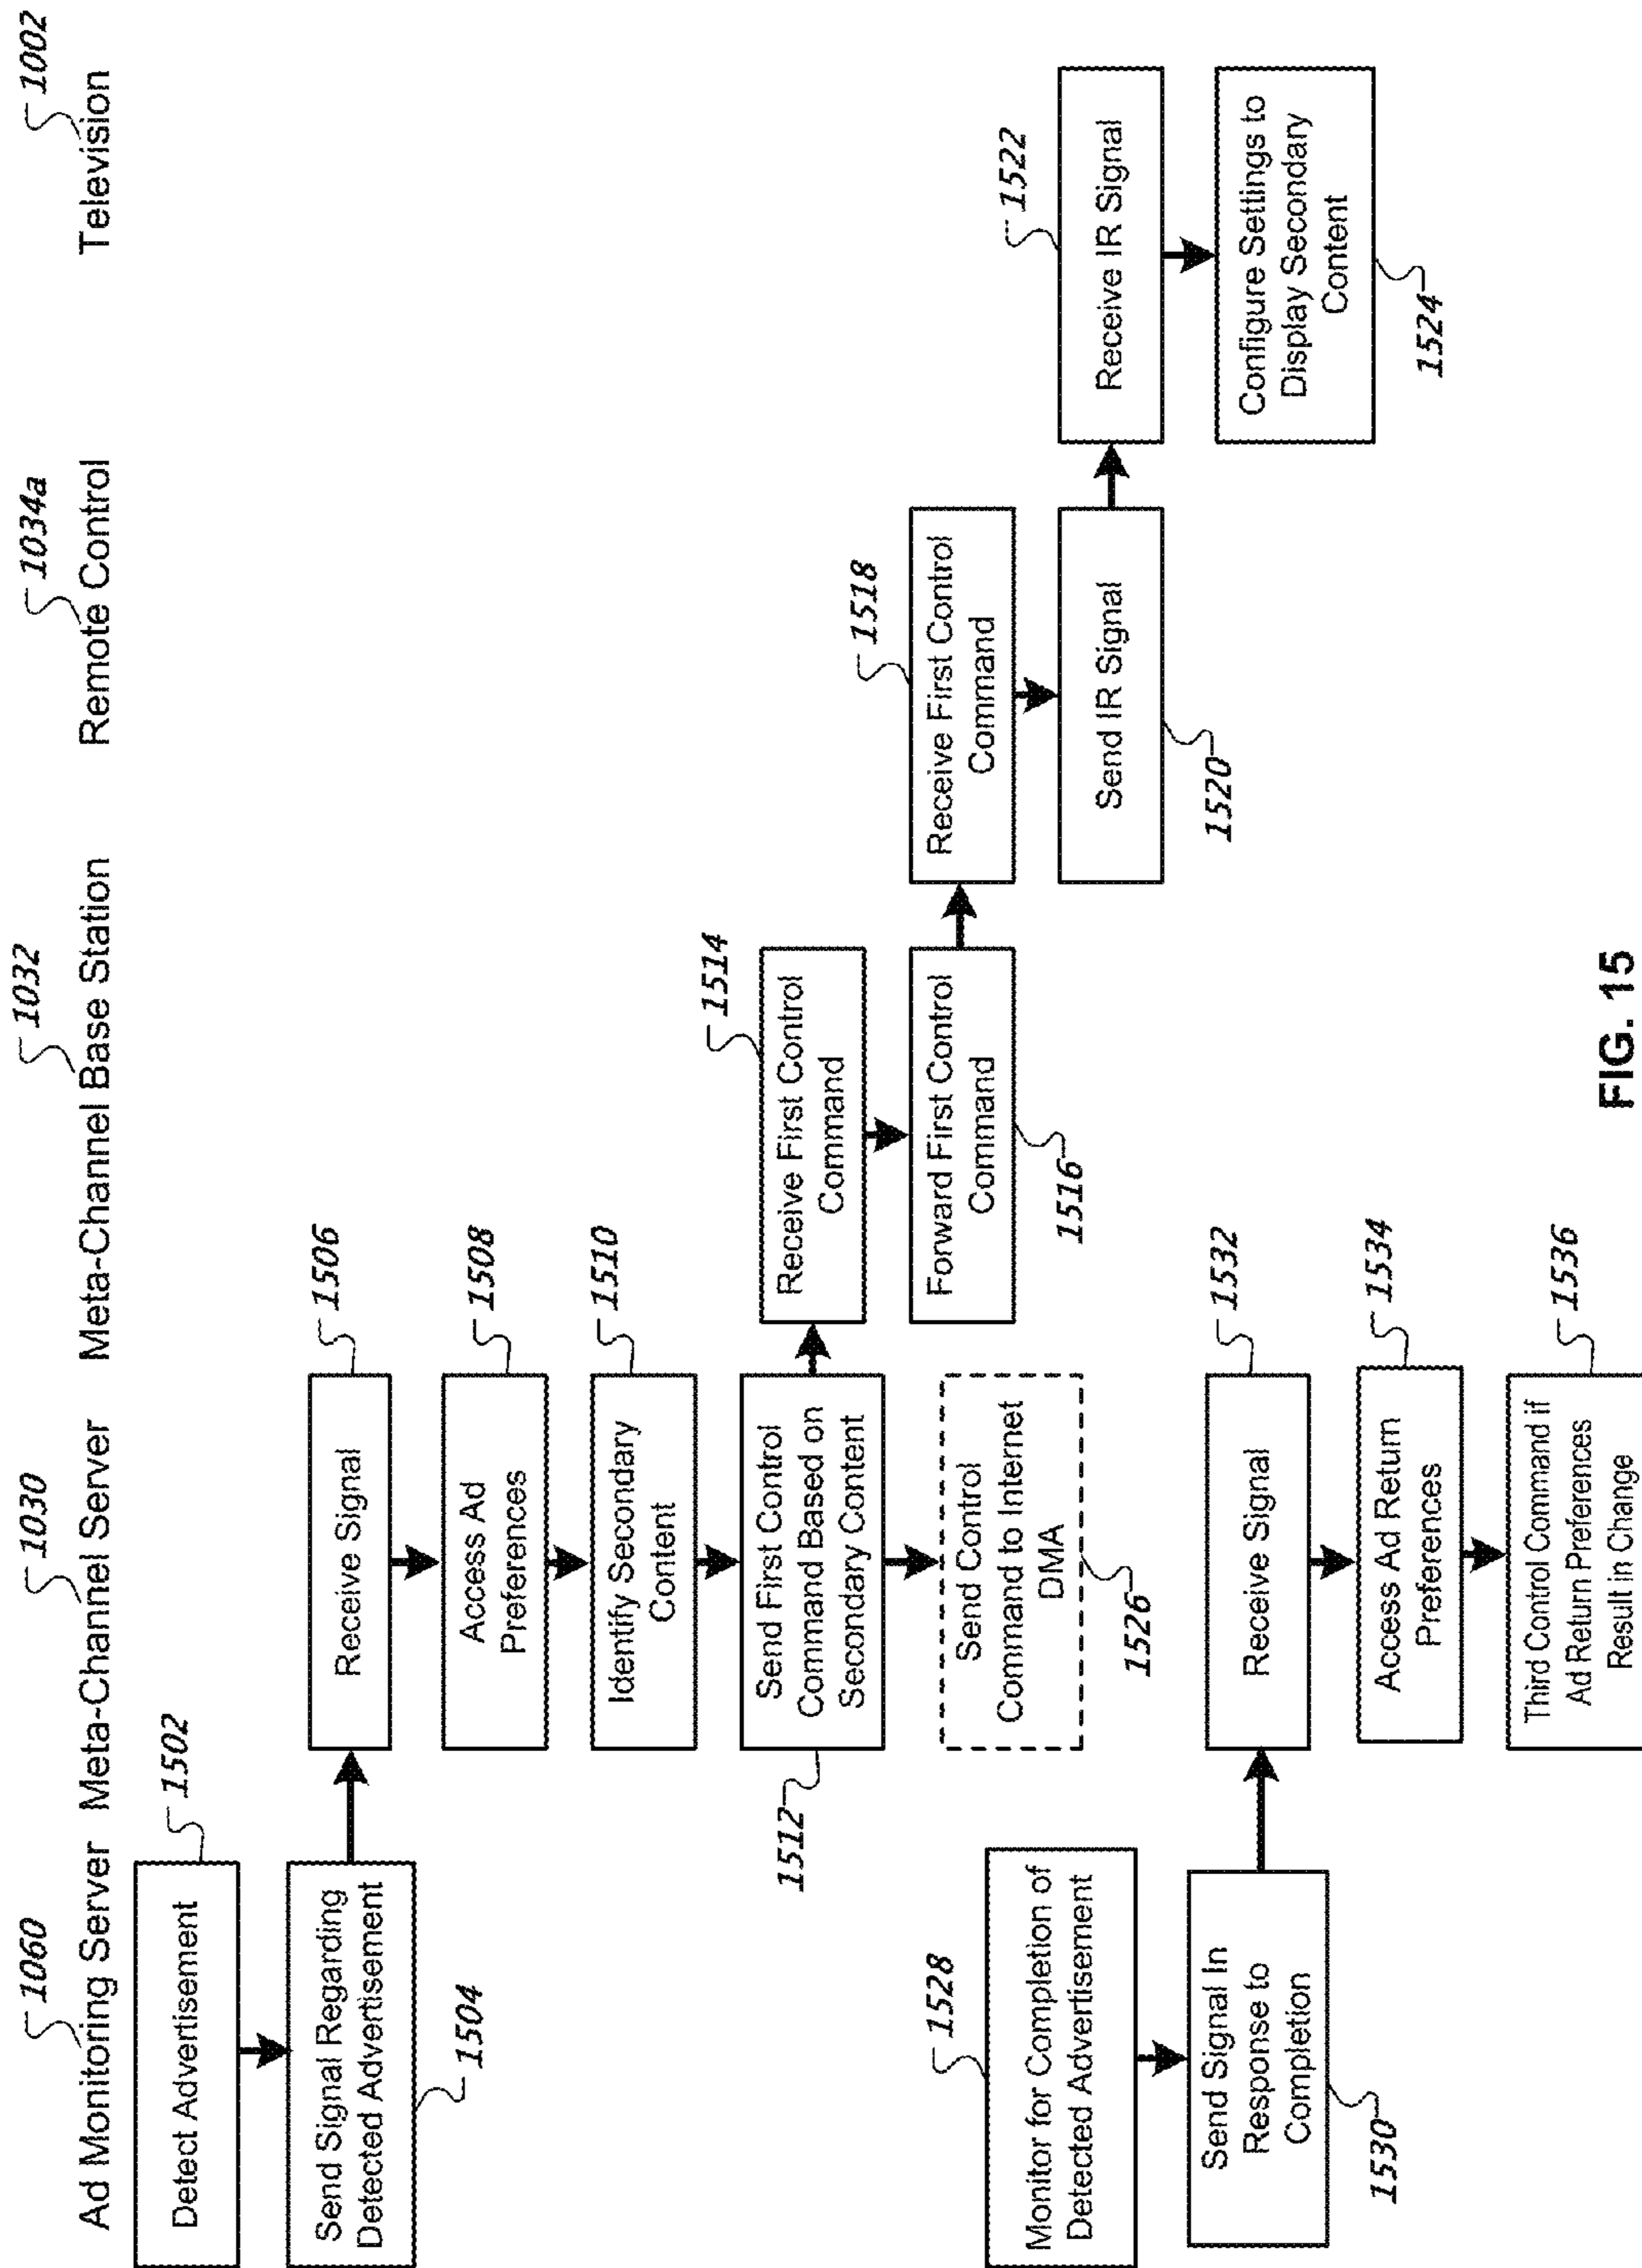 1060
Ad Monitoring Server
1030
Meta-Channel Server
1032
Meta-Channel Base Station
1034a
Remote Control
1002
Television
1502
Detect Advertisement
Send Signal Regarding
Detected Advertisement
1504
1506
Receive Signal
1508
Access Ad
Preferences
1510
Identify Secondary
Content
Send First Control
Command Based on
Secondary Content
1512
1514
Receive First Control
Command
Forward First Control
Command
1516
1518
Receive First Control
Command
Send IR Signal
1520
1522
Receive IR Signal
Configure Settings to
Display Secondary
Content
1524
Send Control
Command to Internet
DMA
1526
1528
Monitor for Completion of
Detected Advertisement
Send Signal In
Response to
Completion
1530
1532
Receive Signal
1534
Access Ad Return
Preferences
1536
Third Control Command if
Ad Return Preferences
Result in Change
FIG. 15